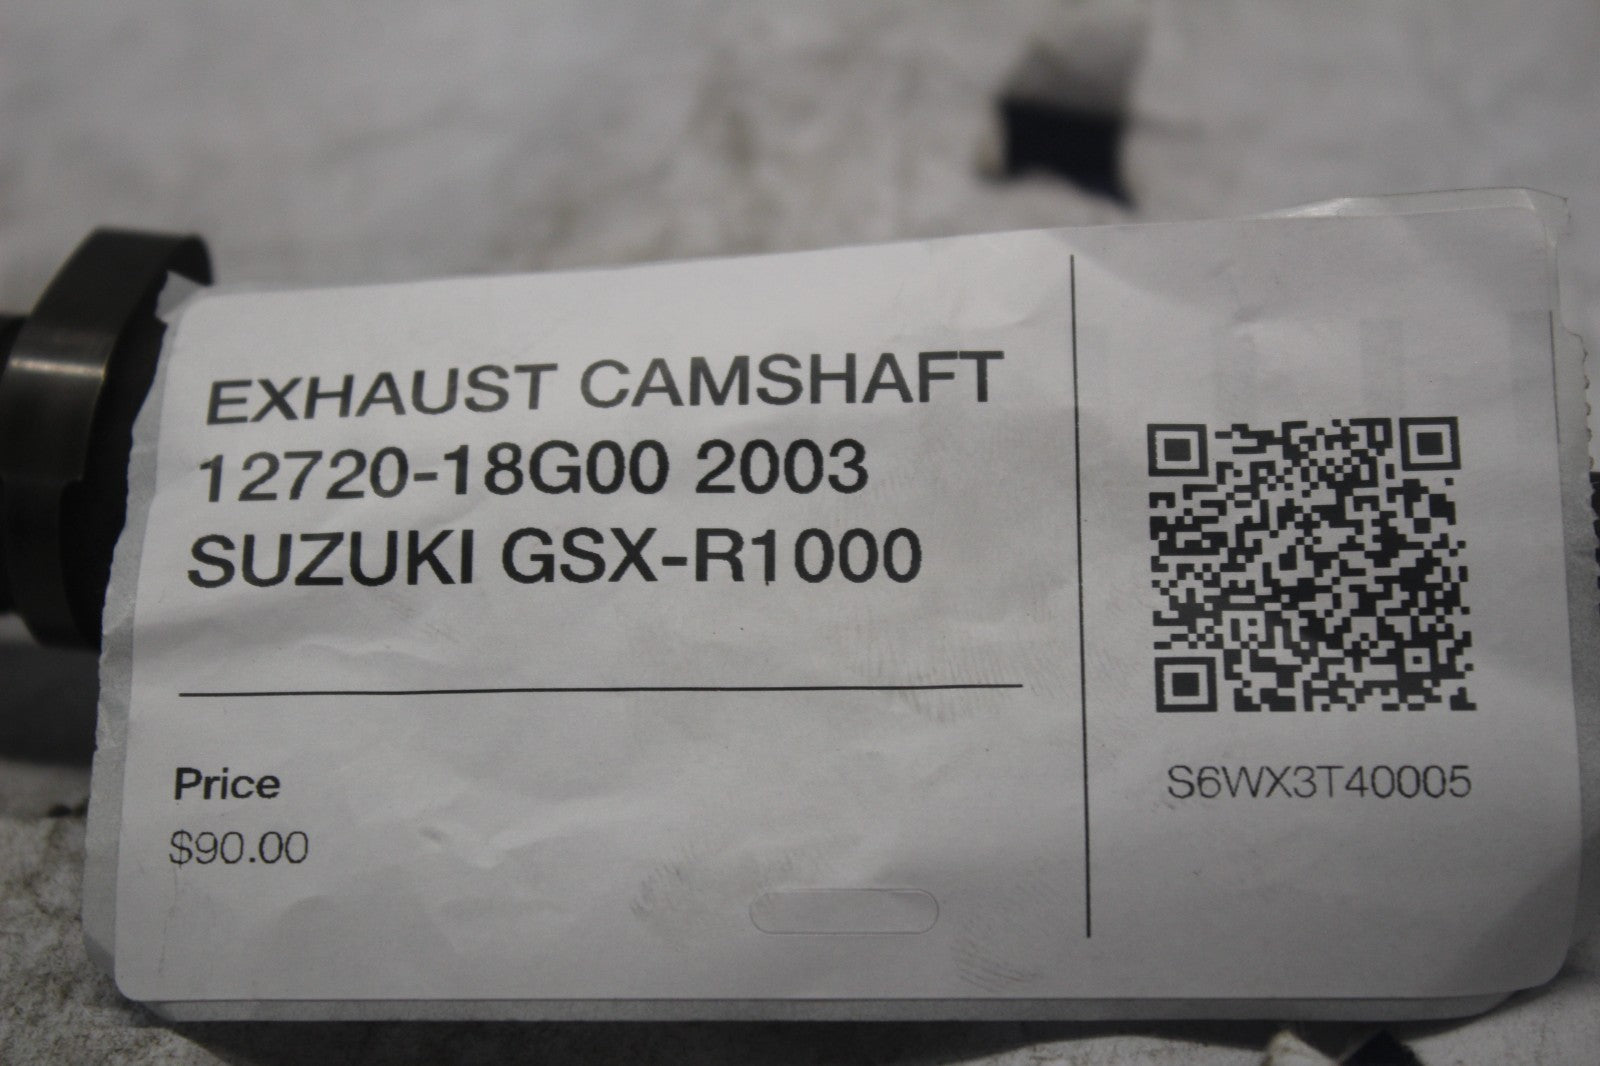 EXHAUST CAMSHAFT
12720-18G00 2003
SUZUKI GSX-R1000
Price
$90.00
S6WX3T40005